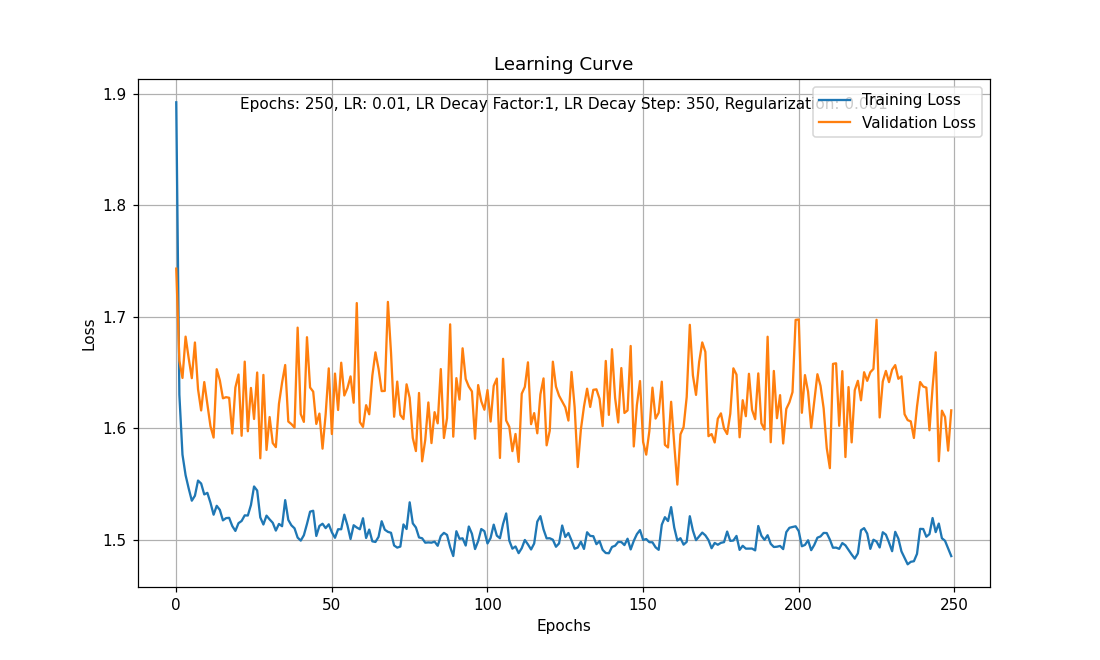 Learning Curve
Epochs: 250, LR: 0.01, LR Decay Factor:1, LR Decay Step: 350, Regularization: 0.001
Training Loss
Validation Loss
1.9
1.8
1.7
1.6
1.5
Loss
0 50 100 150 200 250
Epochs